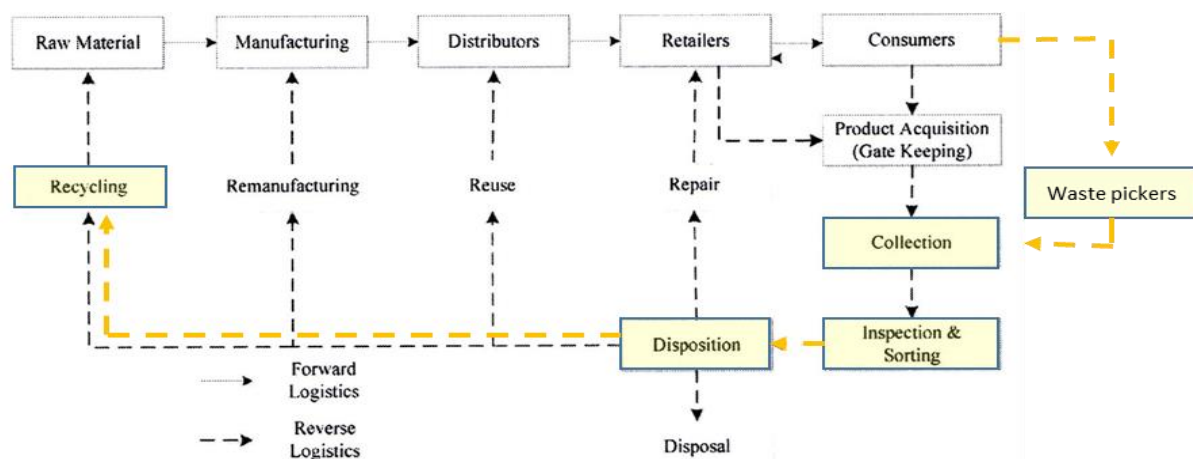 Raw Material
Manufacturing
Distributors
Retailers
Consumers
Product Acquisition
(Gate Keeping)
Recycling
Remanufacturing
Reuse
Repair
Waste pickers
Collection
Disposition
Inspection &
Sorting
Forward
Logistics
Reverse
Logistics
Disposal